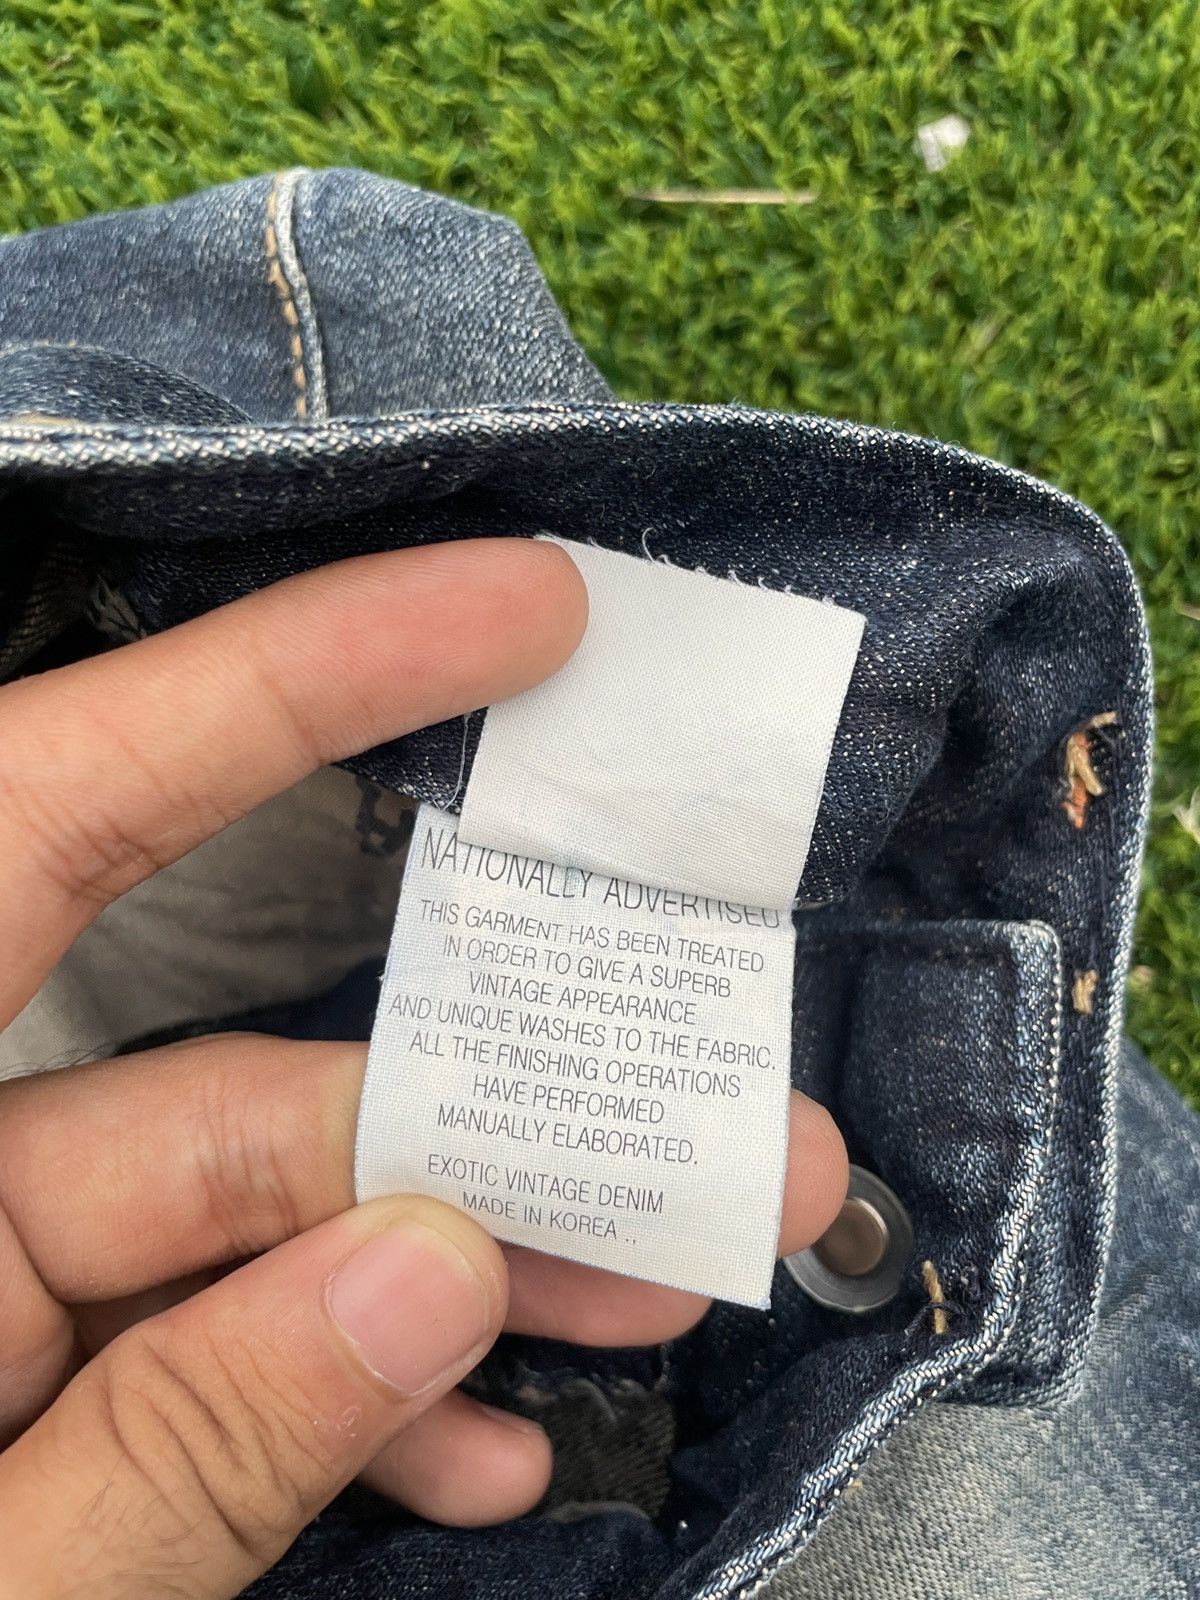 NATIONALLY ADVERTISED
THIS GARMENT HAS BEEN TREATED
IN ORDER TO GIVE A SUPERB
VINTAGE APPEARANCE
AND UNIQUE WASHES TO THE FABRIC.
ALL THE FINISHING OPERATIONS
HAVE PERFORMED
MANUALLY ELABORATED.
EXOTIC VINTAGE DENIM
MADE IN KOREA ..